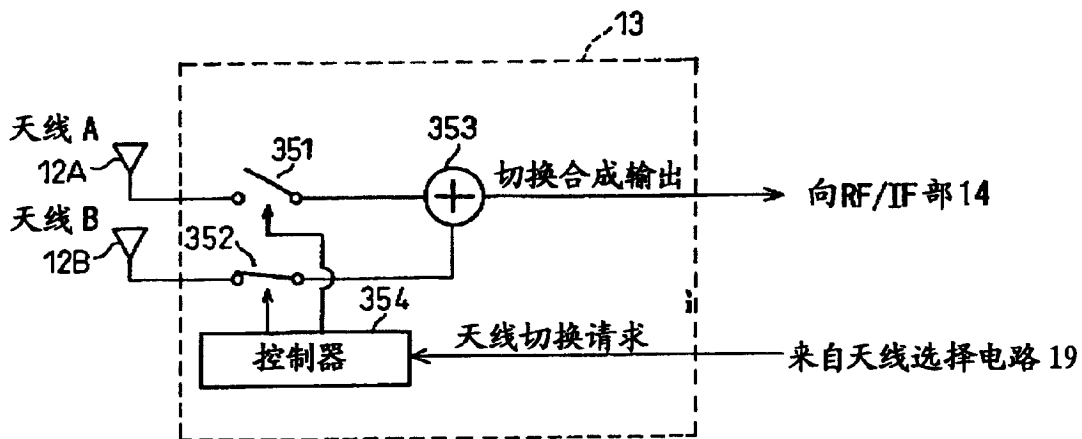 13
天线 A
12A
351
353
切换合成输出
向RF/IF部14
天线 B
12B
352
354
控制器
天线切换请求
来自天线选择电路 19